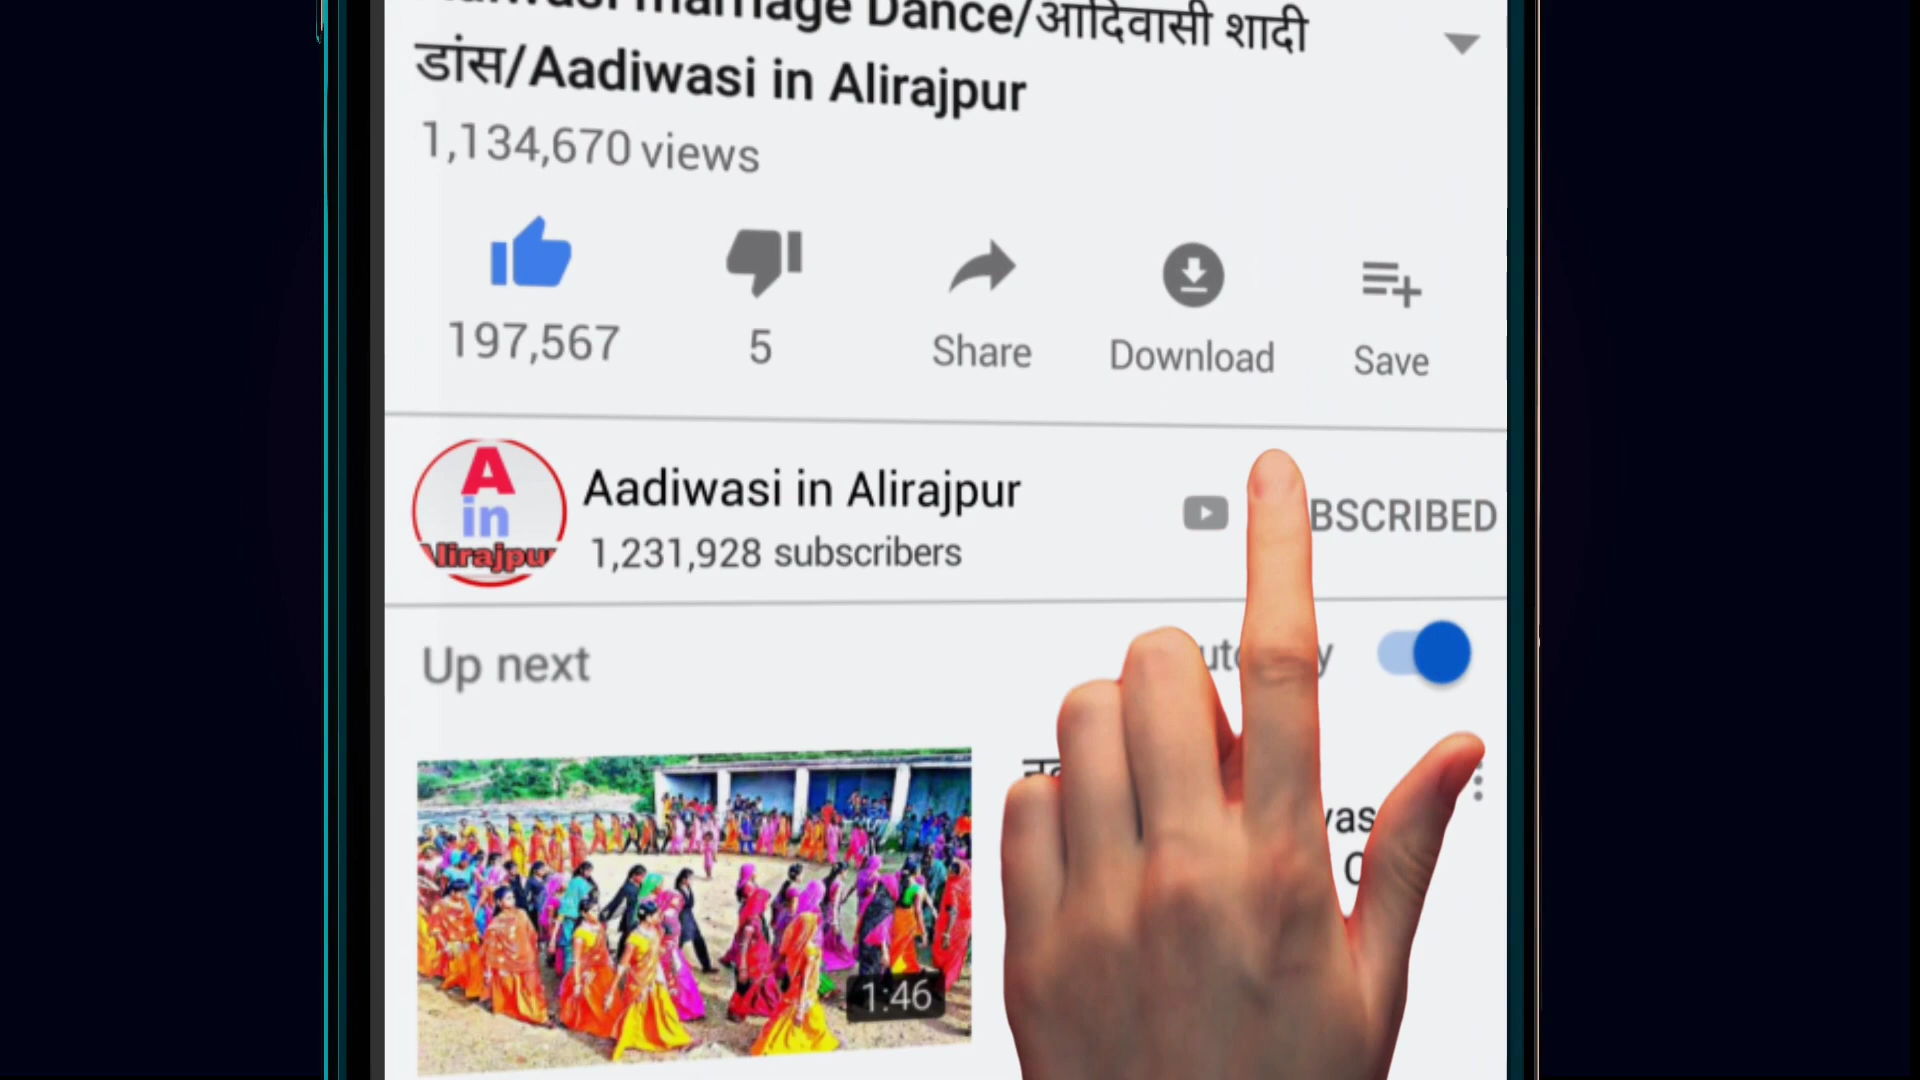 marriage Dance/आदिवासी शादी
डांस/Aadiwasi in Alirajpur
1,134,670 views
197,567
5
Share
Download
Save
A
in
Aadiwasi in Alirajpur
1,231,928 subscribers
BSCRIBED
Up next
1:46